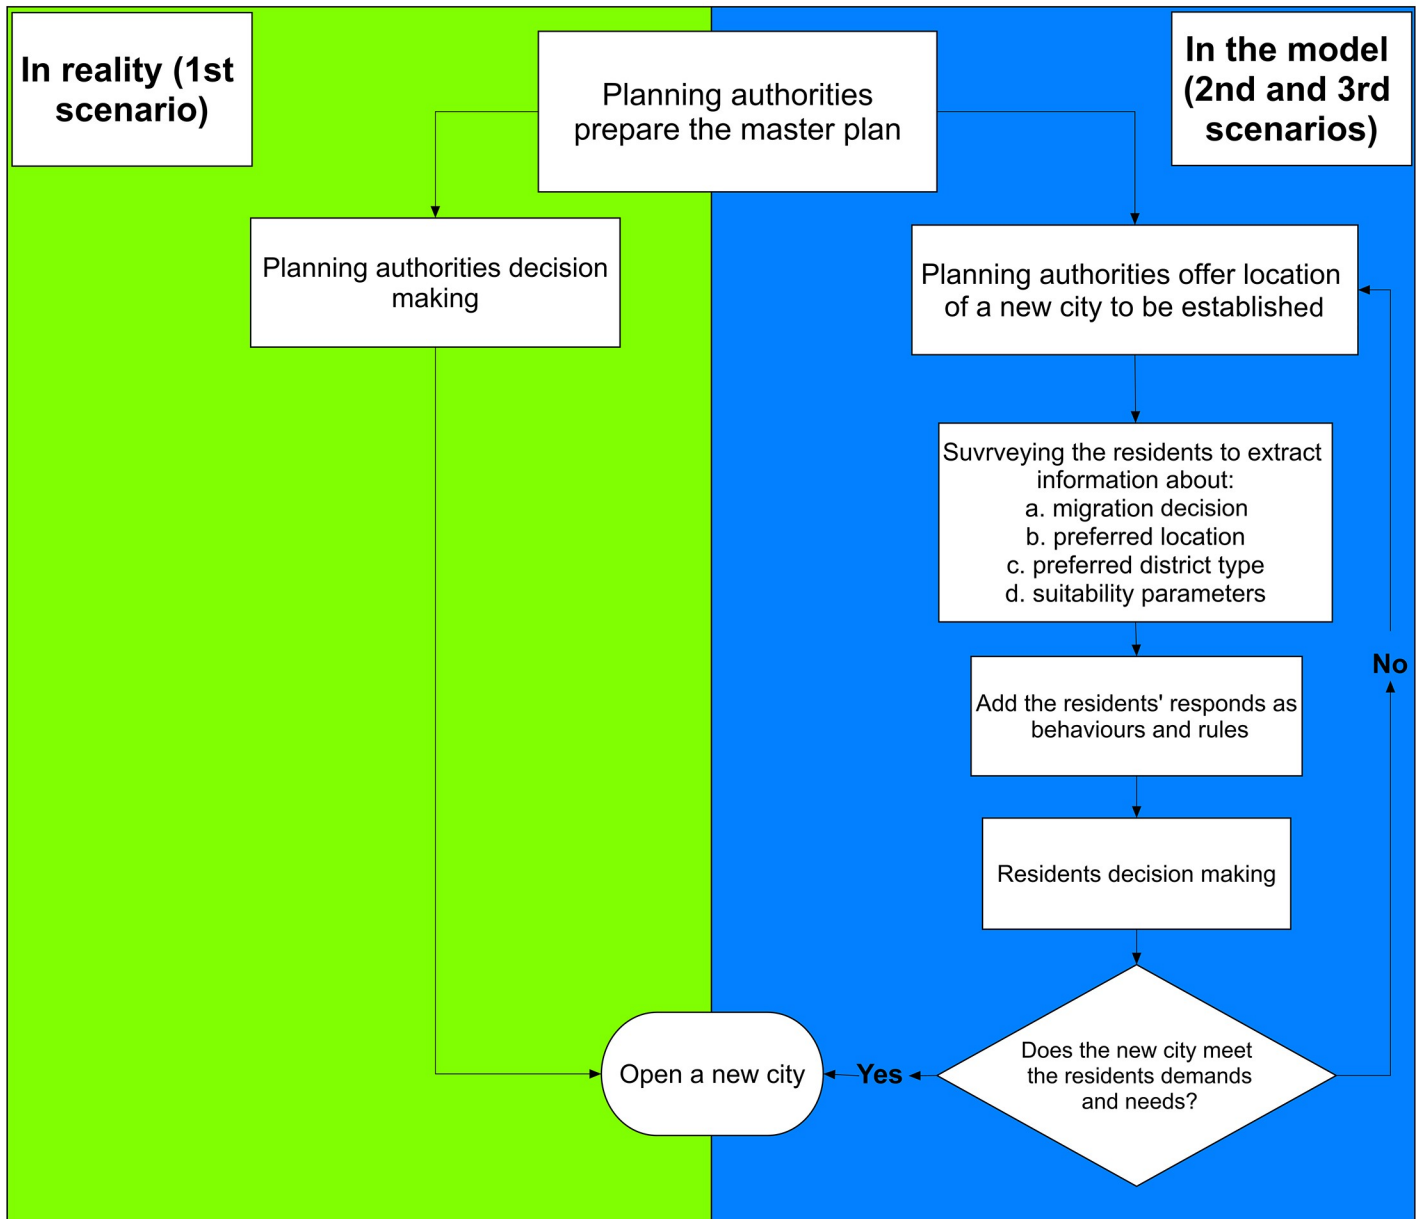 In reality (1st
scenario)
Planning authorities
prepare the master plan
In the model
(2nd and 3rd
scenarios)
Planning authorities decision
making
Planning authorities offer location
of a new city to be established
Suvrveying the residents to extract
information about:
a. migration decision
b. preferred location
c. preferred district type
d. suitability parameters
No
Add the residents' responds as
behaviours and rules
Residents decision making
Does the new city meet
the residents demands
and needs?
Yes
Open a new city